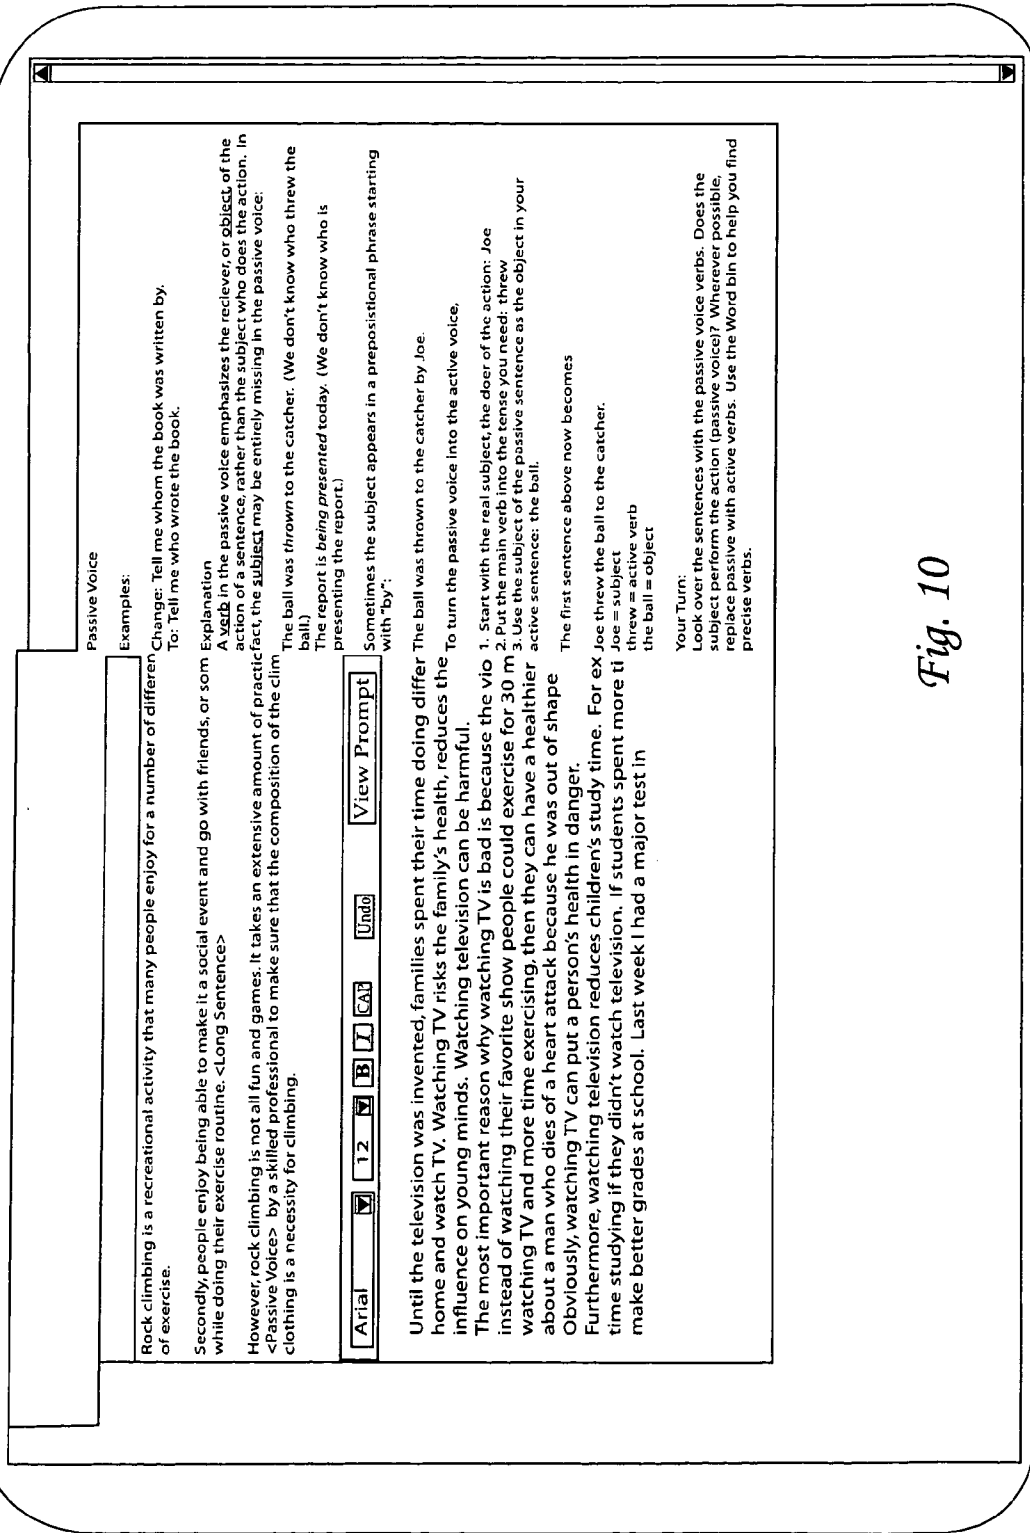 Rock climbing is a recreational activity that many people enjoy for a number of differen
of exercise.
Secondly, people enjoy being able to make it a social event and go with friends, or som
while doing their exercise routine. <Long Sentence>
However, rock climbing is not all fun and games. It takes an extensive amount of practic
<Passive Voice> by a skilled professional to make sure that the composition of the clim
clothing is a necessity for climbing.
Arial 12 B I CAP Undo View Prompt
Until the television was invented, families spent their time doing differ
home and watch TV. Watching TV risks the family's health, reduces the
influence on young minds. Watching television can be harmful.
The most important reason why watching TV is bad is because the vio
instead of watching their favorite show people could exercise for 30 m
watching TV and more time exercising, then they can have a healthier
about a man who dies of a heart attack because he was out of shape
Obviously, watching TV can put a person's health in danger.
Furthermore, watching television reduces children's study time. For ex
time studying if they didn't watch television. If students spent more ti
make better grades at school. Last week I had a major test in
Passive Voice
Examples:
Change: Tell me whom the book was written by.
To: Tell me who wrote the book.
Explanation
A verb in the passive voice emphasizes the reciever, or object, of the
action of a sentence, rather than the subject who does the action. In
fact, the subject may be entirely missing in the passive voice:
The ball was thrown to the catcher. (We don't know who threw the
ball.)
The report is being presented today. (We don't know who is
presenting the report.)
Sometimes the subject appears in a prepositional phrase starting
with "by":
The ball was thrown to the catcher by Joe.
To turn the passive voice into the active voice,
1. Start with the real subject, the doer of the action: Joe
2. Put the main verb into the tense you need: threw
3. Use the subject of the passive sentence as the object in your
active sentence: the ball.
The first sentence above now becomes
Joe threw the ball to the catcher.
Joe = subject
threw = active verb
the ball = object
Your Turn:
Look over the sentences with the passive voice verbs. Does the
subject perform the action (passive voice)? Wherever possible,
replace passive with active verbs. Use the Word bin to help you find
precise verbs.
Fig. 10